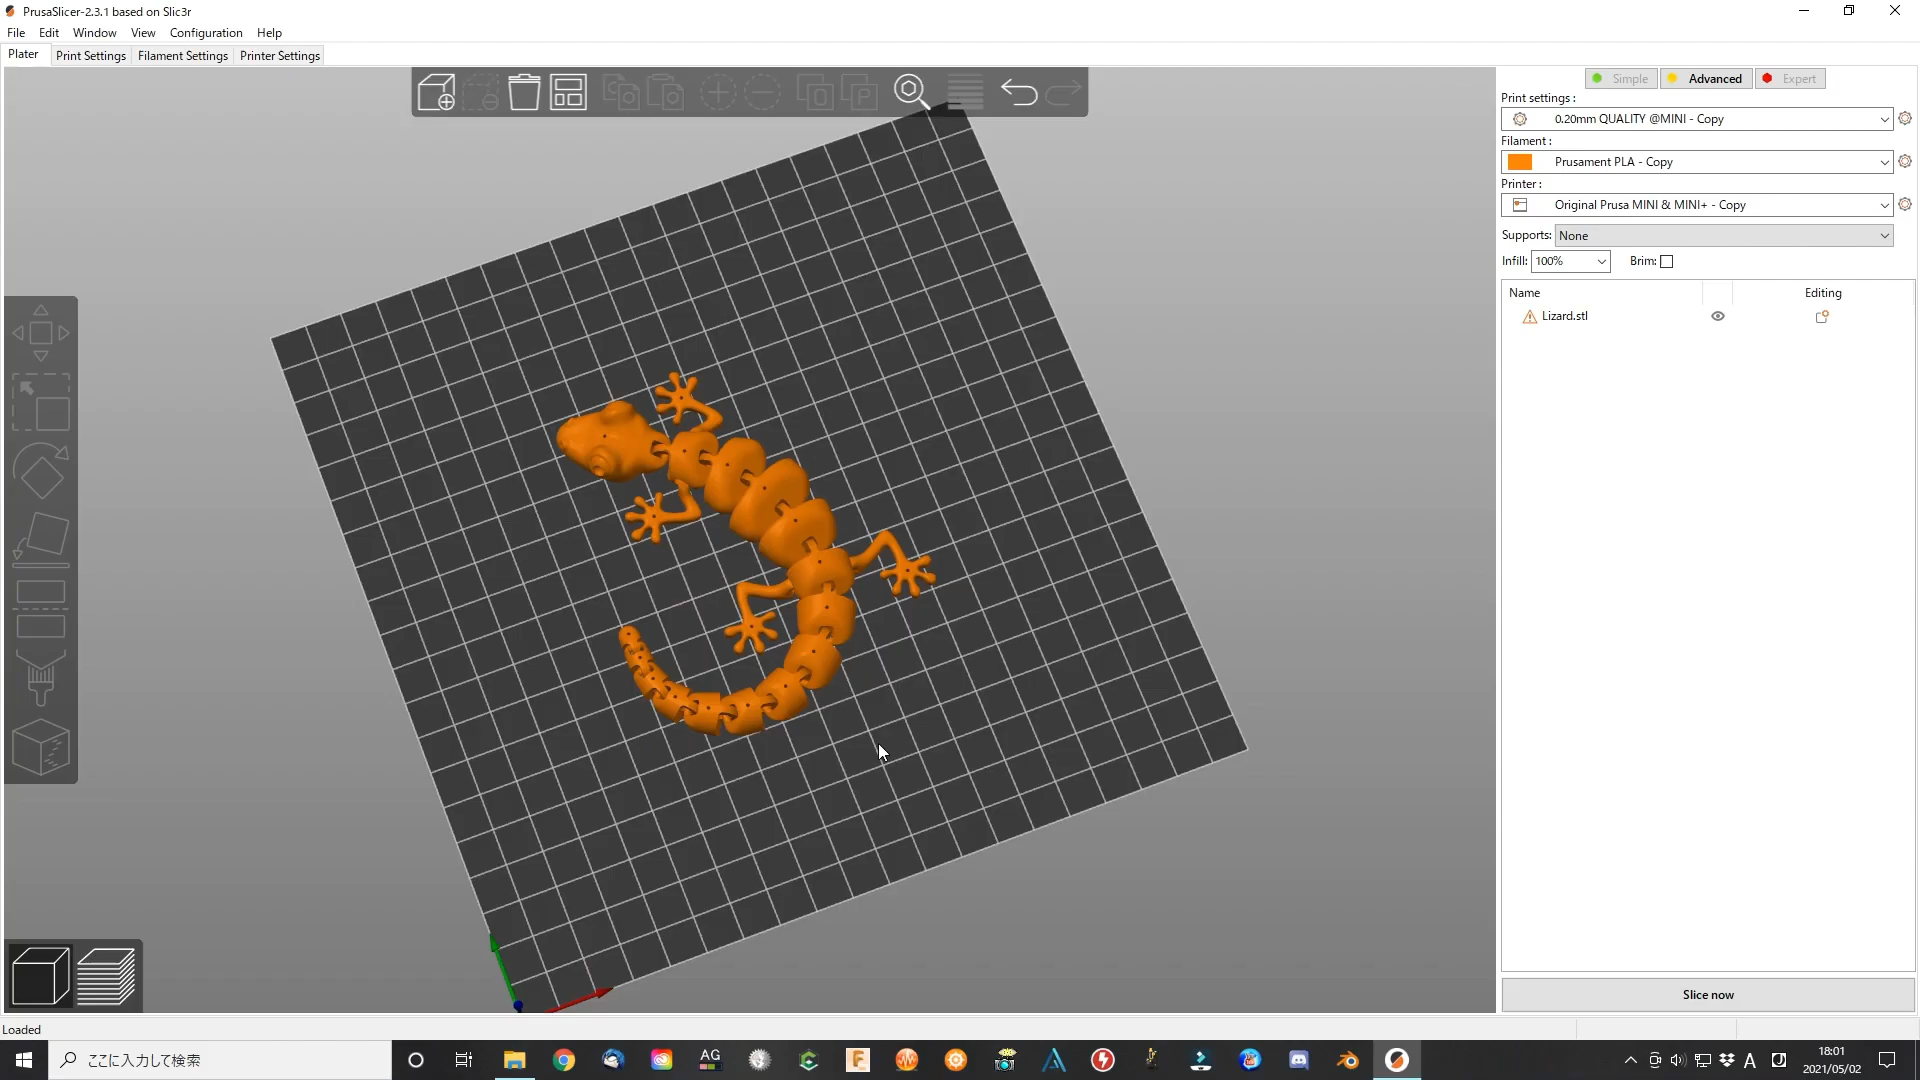 PrusaSlicer-2.3.1 based on Slic3r
File Edit Window View Configuration Help
Plater Print Settings Filament Settings Printer Settings
Simple Advanced Expert
Print settings :
0.20mm QUALITY @MINI - Copy
Filament :
Prusament PLA - Copy
Printer :
Original Prusa MINI & MINI+ - Copy
Supports: None
Infill: 100% Brim:
Name Editing
Lizard.stl
Slice now
Loaded
ここに入力して検索
AG
F
A
18:01
2021/05/02